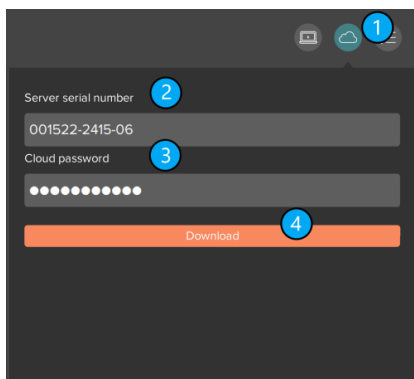 1
Server serial number 2
001522-2415-06
Cloud password 3
●●●●●●●●●●●
4
Download